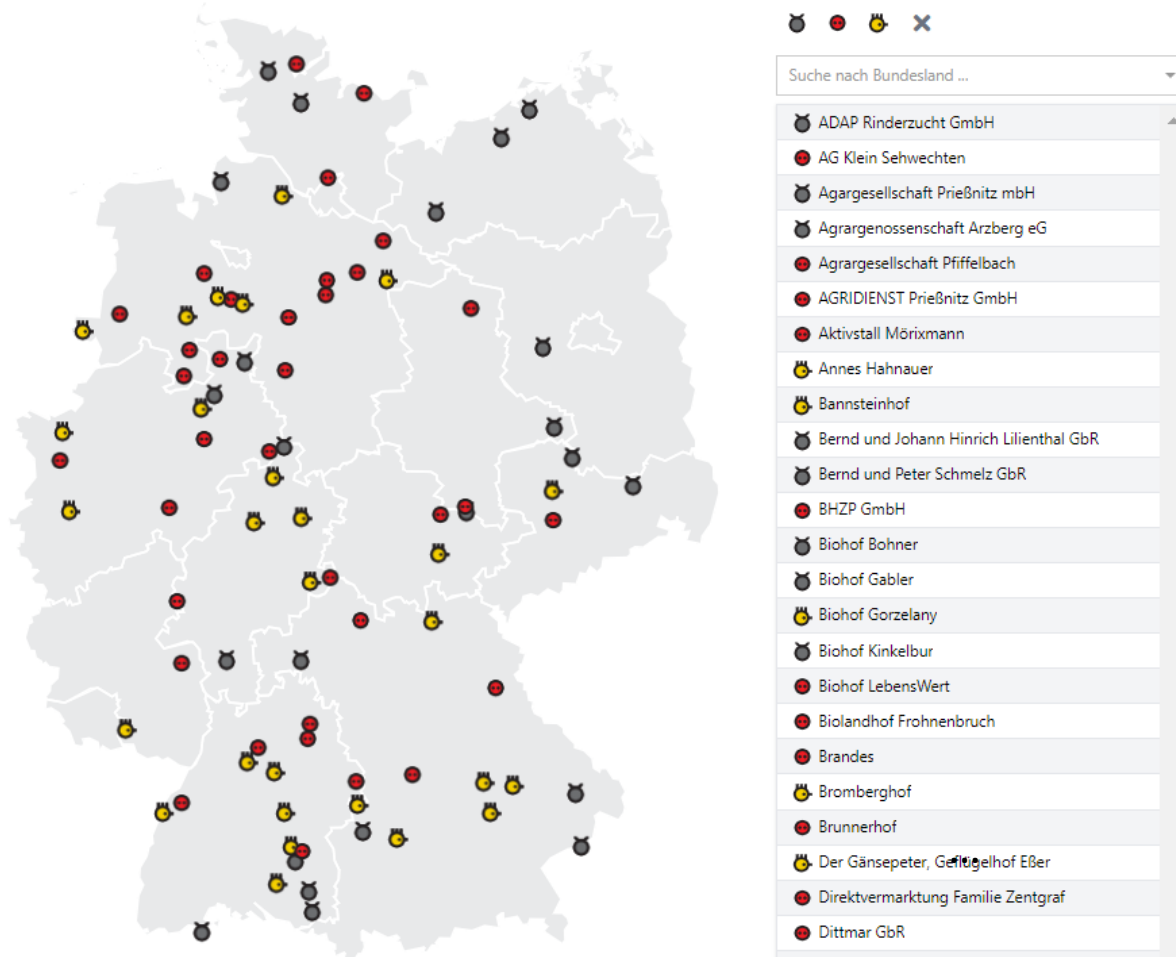 Suche nach Bundesland ...
ADAP Rinderzucht GmbH
AG Klein Sehwechten
Agargesellschaft Prießnitz mbH
Agrargenossenschaft Arzberg eG
Agrargesellschaft Pfiffelbach
AGRIDIENST Prießnitz GmbH
Aktivstall Mörixmann
Annes Hahnauer
Bannsteinhof
Bernd und Johann Hinrich Lilienthal GbR
Bernd und Peter Schmelz GbR
BHZP GmbH
Biohof Bohner
Biohof Gabler
Biohof Gorzelany
Biohof Kinkelbur
Biohof LebensWert
Biolandhof Frohnenbruch
Brandes
Bromberghof
Brunnerhof
Der Gänsepeter, Geflügelhof Eßer
Direktvermarktung Familie Zentgraf
Dittmar GbR